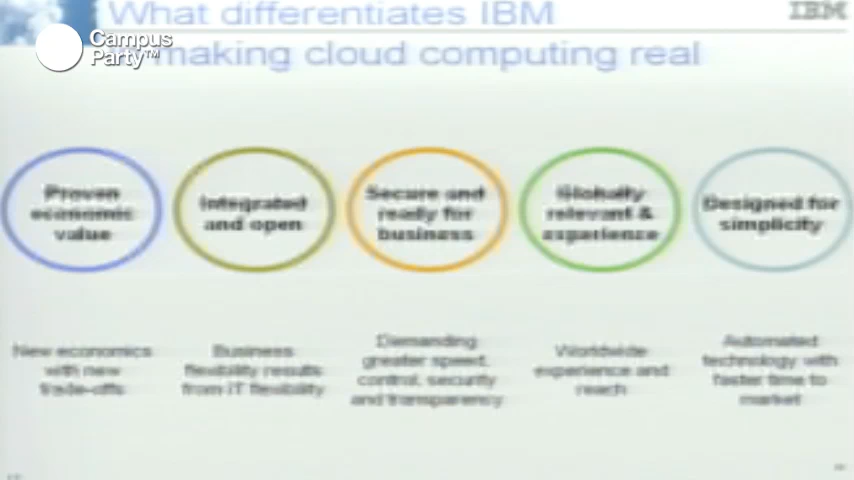 What differentiates IBM
IBM
Campus
Party™
making cloud computing real
Proven
economic
value
Integrated
and open
Secure and
ready for
business
Globally
relevant &
experience
Designed for
simplicity
New economics
with new
trade-offs
Business
flexibility results
from IT flexibility
Demanding
greater speed,
control, security
and transparency
Worldwide
experience and
reach
Automated
technology with
faster time to
market